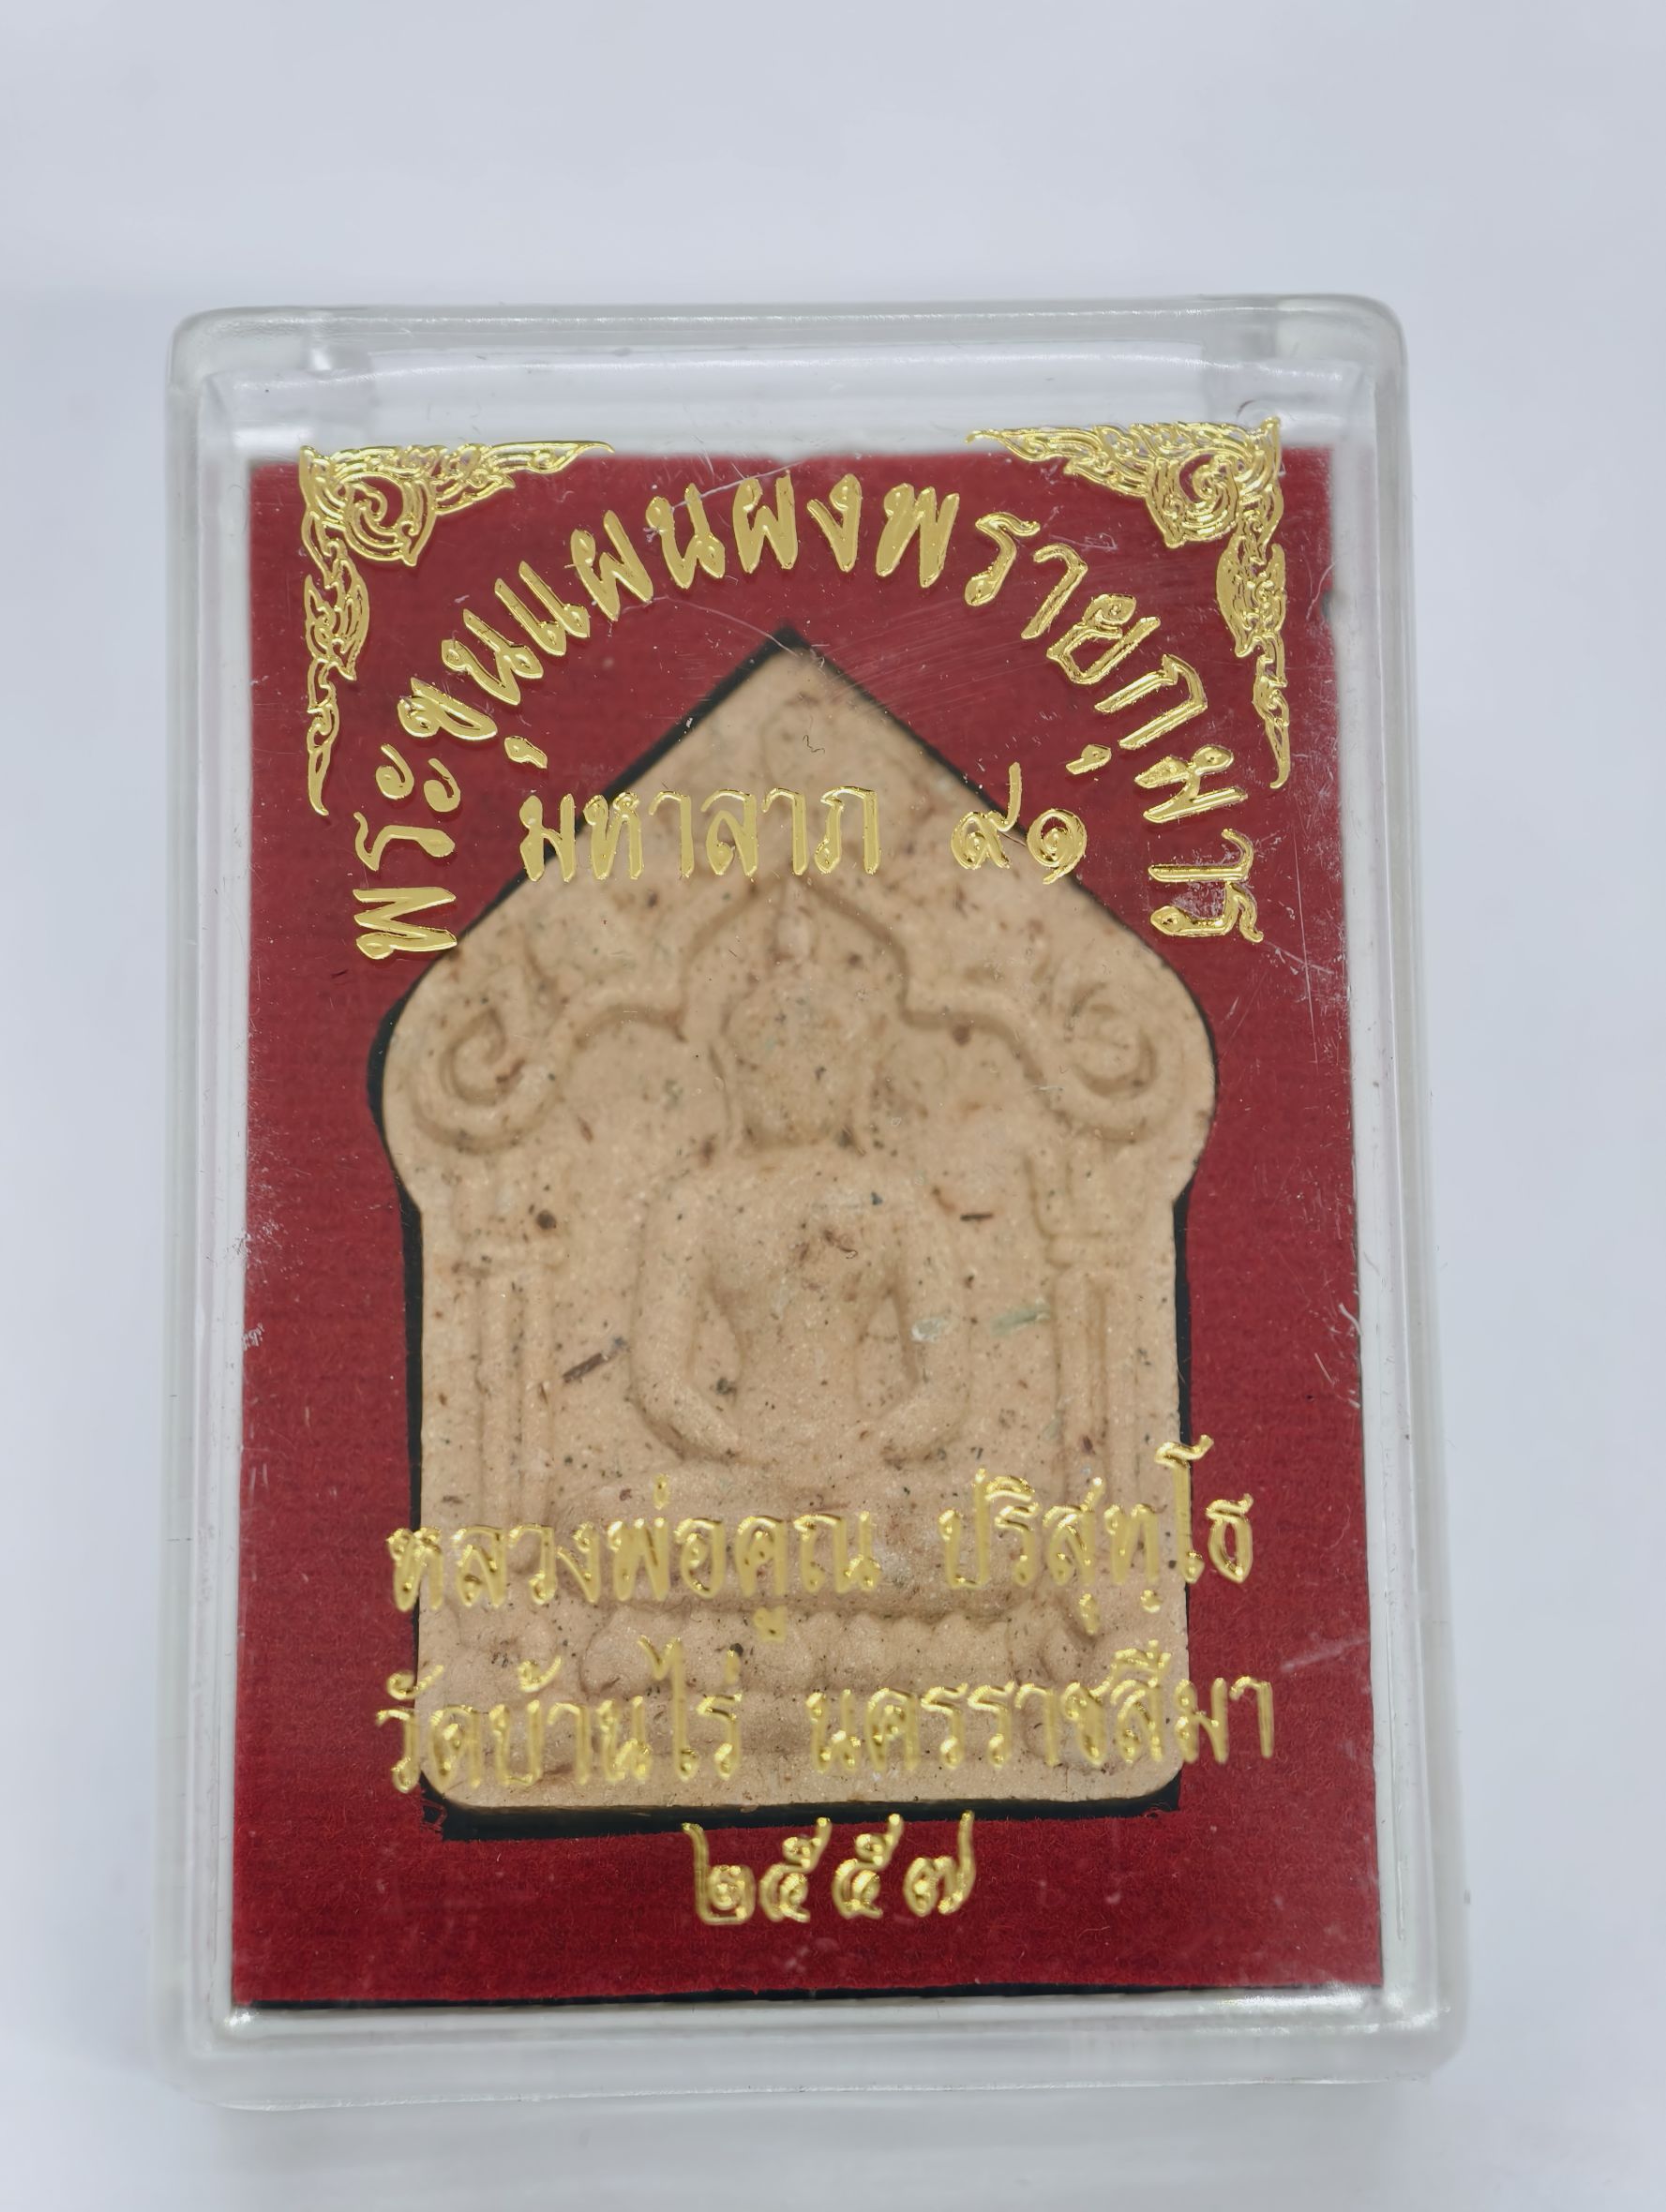 พระขุนแผนผงพรายกุมาร
มหาลาภ ๙๑
หลวงพ่อคูณ ปริสุทฺโธ
วัดบ้านไร่ นครราชสีมา
๒๕๕๗